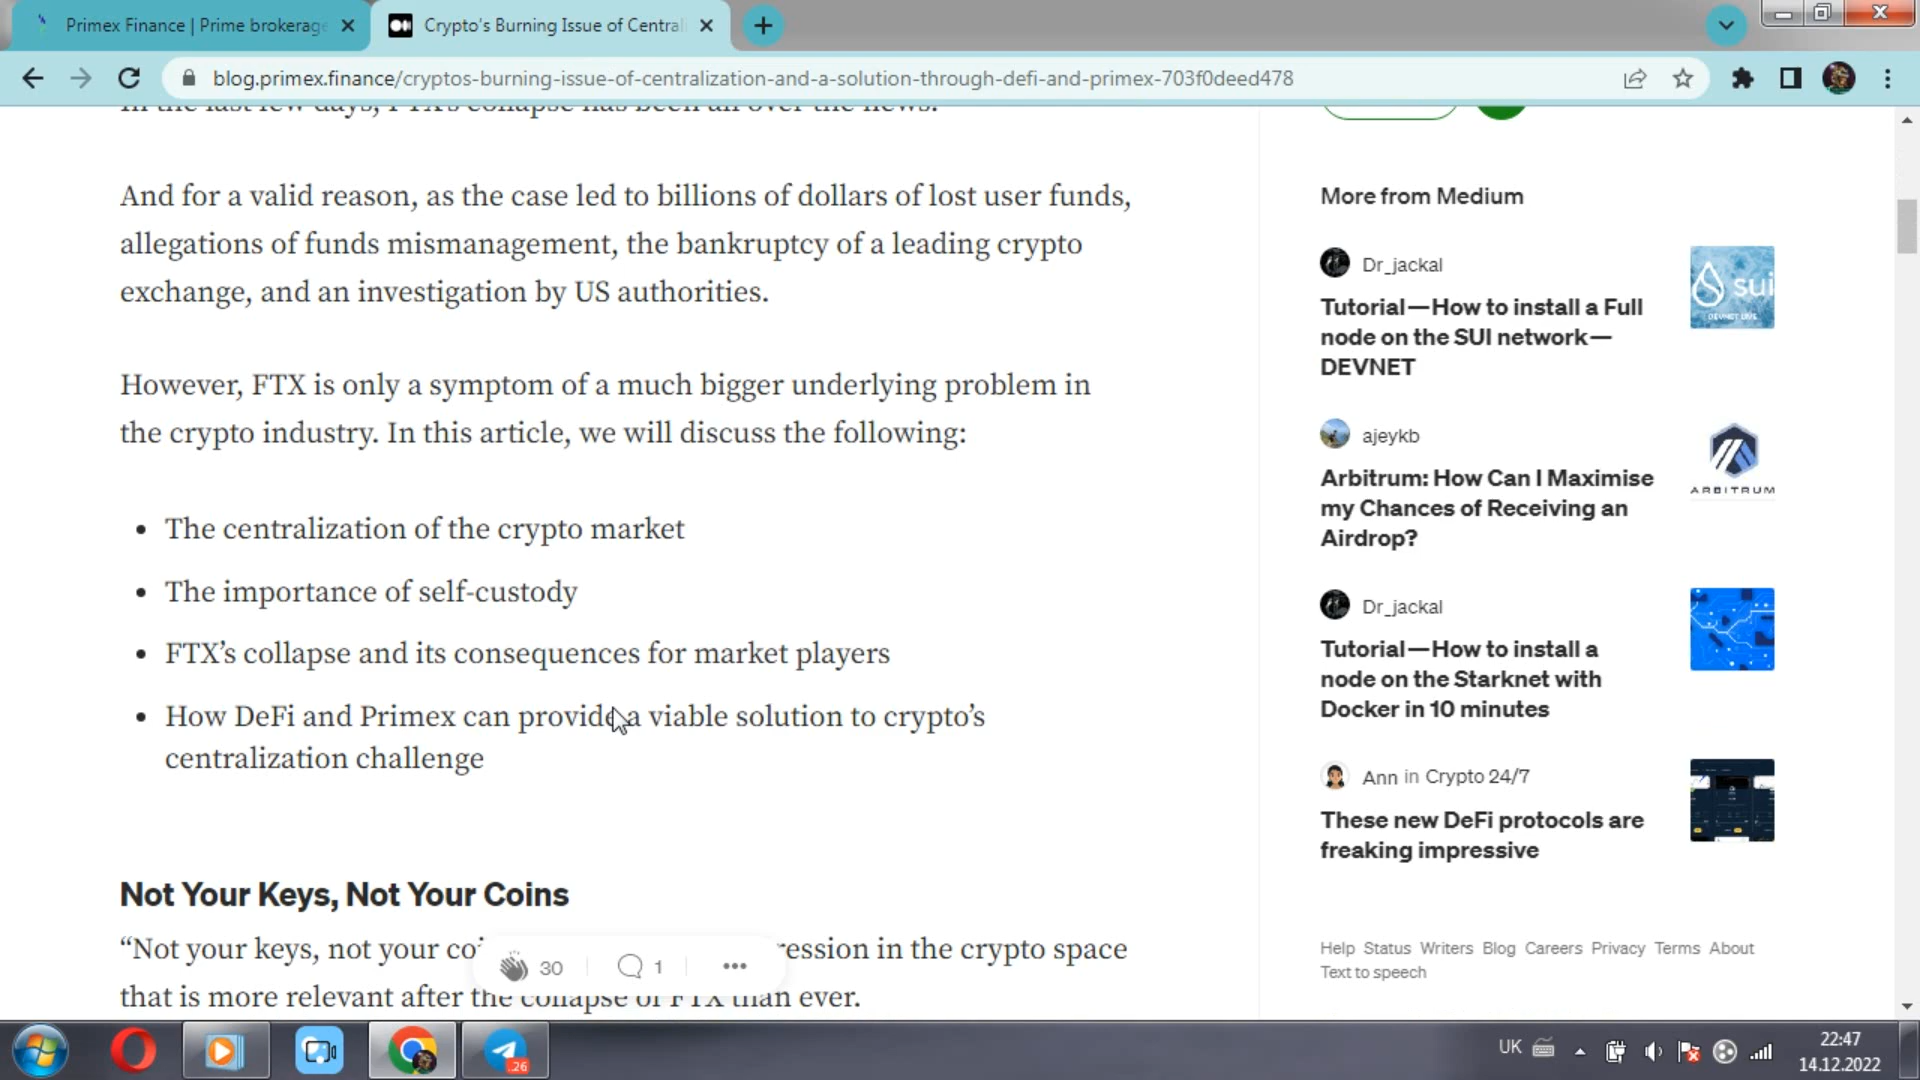 Primex Finance | Prime brokerage
Crypto's Burning Issue of Central
blog.primex.finance/cryptos-burning-issue-of-centralization-and-a-solution-through-defi-and-primex-703f0deed478
In the last few days, FTX's collapse has been all over the news.
And for a valid reason, as the case led to billions of dollars of lost user funds,
allegations of funds mismanagement, the bankruptcy of a leading crypto
exchange, and an investigation by US authorities.
However, FTX is only a symptom of a much bigger underlying problem in
the crypto industry. In this article, we will discuss the following:
• The centralization of the crypto market
• The importance of self-custody
• FTX’s collapse and its consequences for market players
• How DeFi and Primex can provide a viable solution to crypto’s
centralization challenge
Not Your Keys, Not Your Coins
“Not your keys, not your ression in the crypto space
that is more relevant after the collapse of FTX than ever.
30
1
More from Medium
Dr_jackal
Tutorial — How to install a Full
node on the SUI network —
DEVNET
sui
DEVNET LIVE
ajeykb
Arbitrum: How Can I Maximise
my Chances of Receiving an
Airdrop?
ARBITRUM
Dr_jackal
Tutorial — How to install a
node on the Starknet with
Docker in 10 minutes
Ann in Crypto 24/7
These new DeFi protocols are
freaking impressive
Help Status Writers Blog Careers Privacy Terms About
Text to speech
26
UK
22:47
14.12.2022